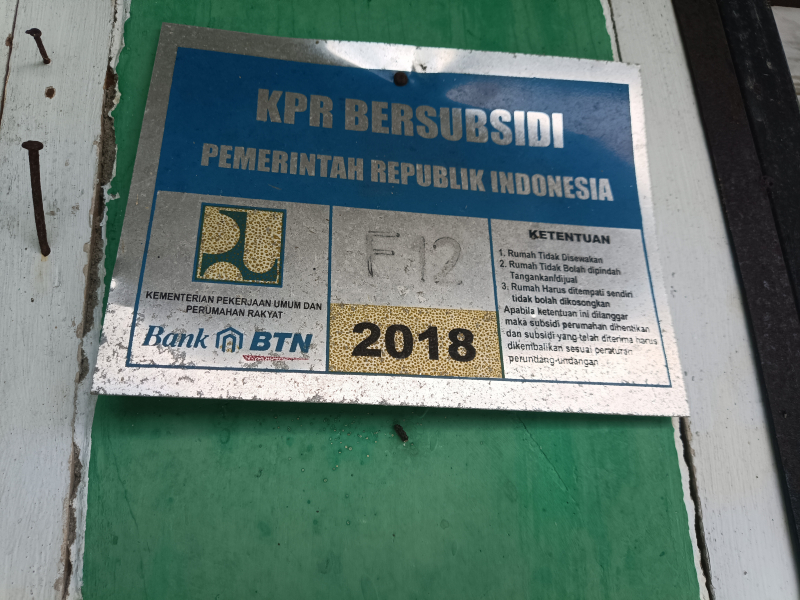 KPR BERSUBSIDI
PEMERINTAH REPUBLIK INDONESIA
PU
KEMENTERIAN PEKERJAAN UMUM DAN
PERUMAHAN RAKYAT
Bank BTN
F.12
2018
KETENTUAN
1. Rumah Tidak Disewakan
2. Rumah Tidak Bolah dipindah
Tangankan/dijual
3. Rumah Harus ditempati sendiri
tidak bolah dikosongkan
Apabila ketentuan ini dilanggar
maka subsidi perumahan dihentikan
dan subsidi yang telah diterima harus
dikembalikan sesuai peraturan
perundang-undangan